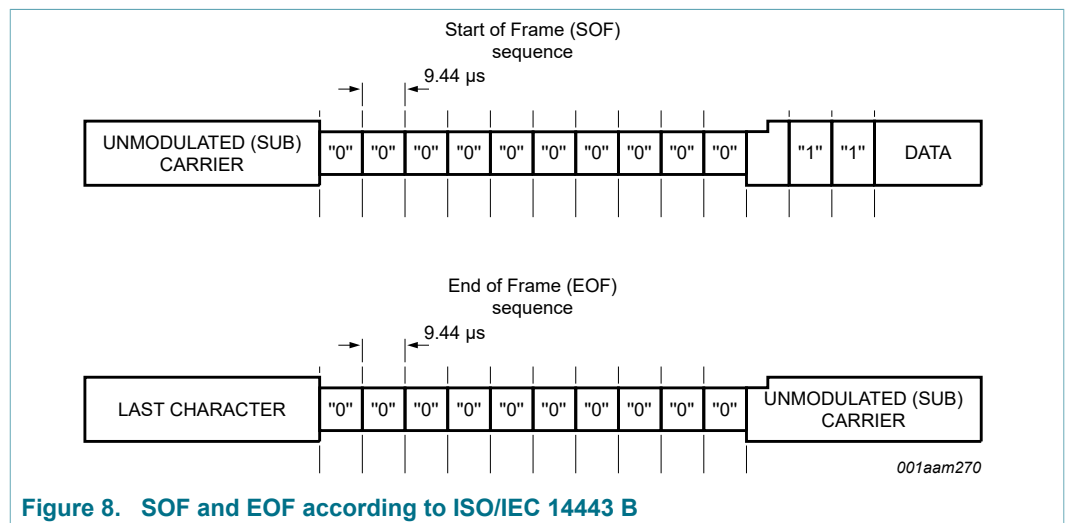 Start of Frame (SOF)
sequence
9.44 µs
UNMODULATED (SUB)
CARRIER
"0" "0" "0" "0" "0" "0" "0" "0" "0" "0" "1" "1" DATA
End of Frame (EOF)
sequence
9.44 µs
LAST CHARACTER "0" "0" "0" "0" "0" "0" "0" "0" "0" "0" UNMODULATED (SUB)
CARRIER
001aam270
Figure 8. SOF and EOF according to ISO/IEC 14443 B